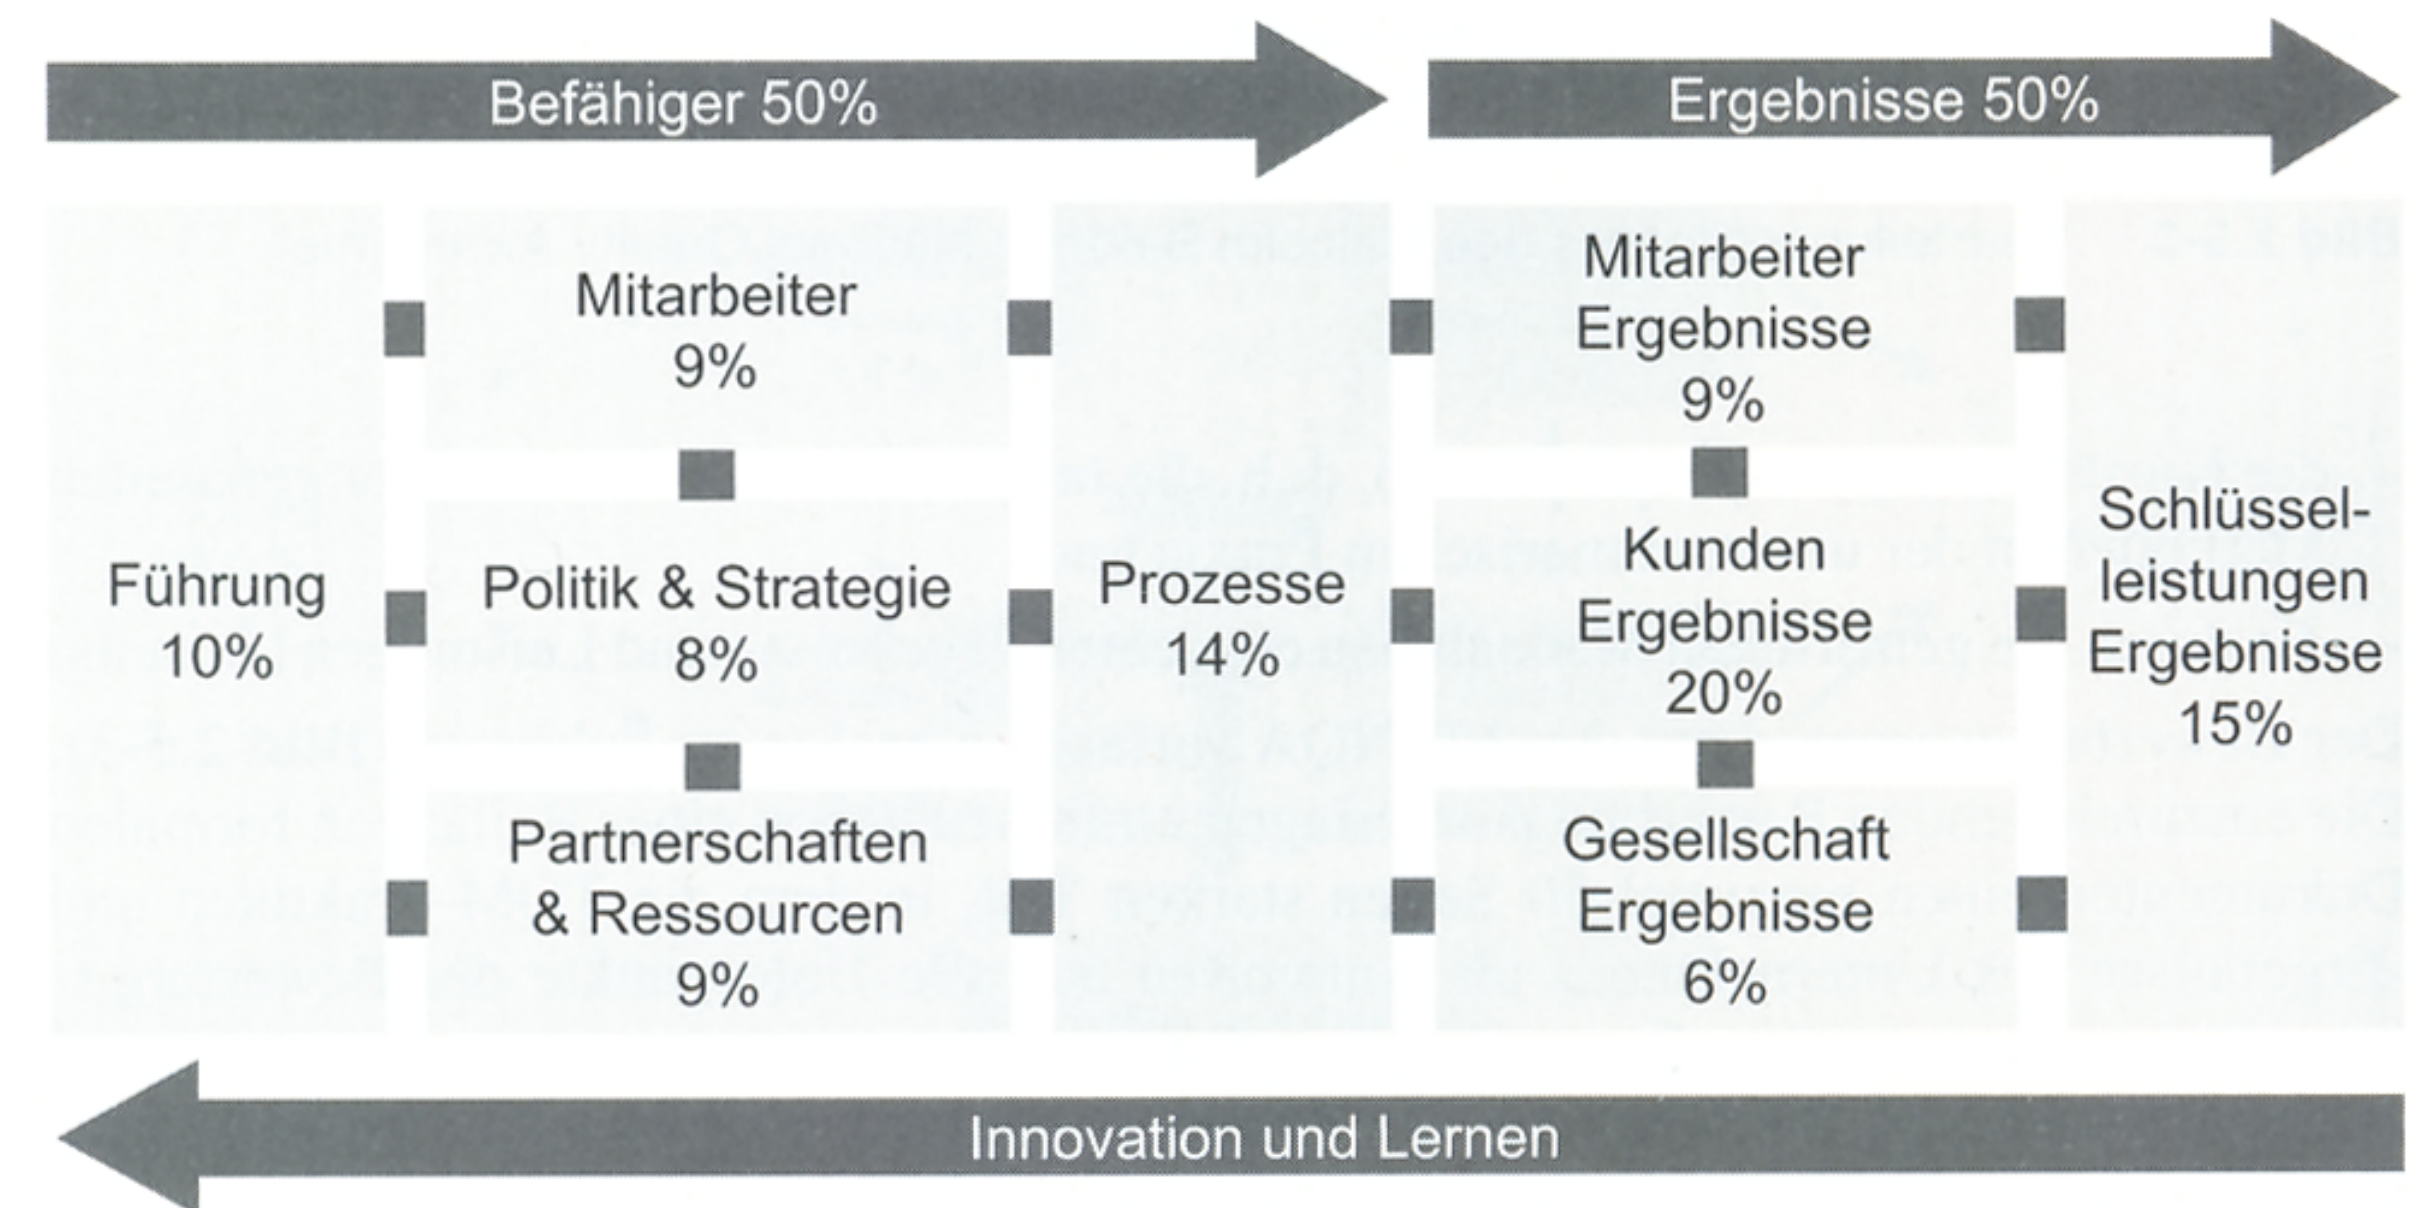 Befähiger 50%
Ergebnisse 50%
Führung
10%
Mitarbeiter
9%
Politik & Strategie
8%
Partnerschaften
& Ressourcen
9%
Prozesse
14%
Mitarbeiter
Ergebnisse
9%
Kunden
Ergebnisse
20%
Gesellschaft
Ergebnisse
6%
Schlüssel-
leistungen
Ergebnisse
15%
Innovation und Lernen